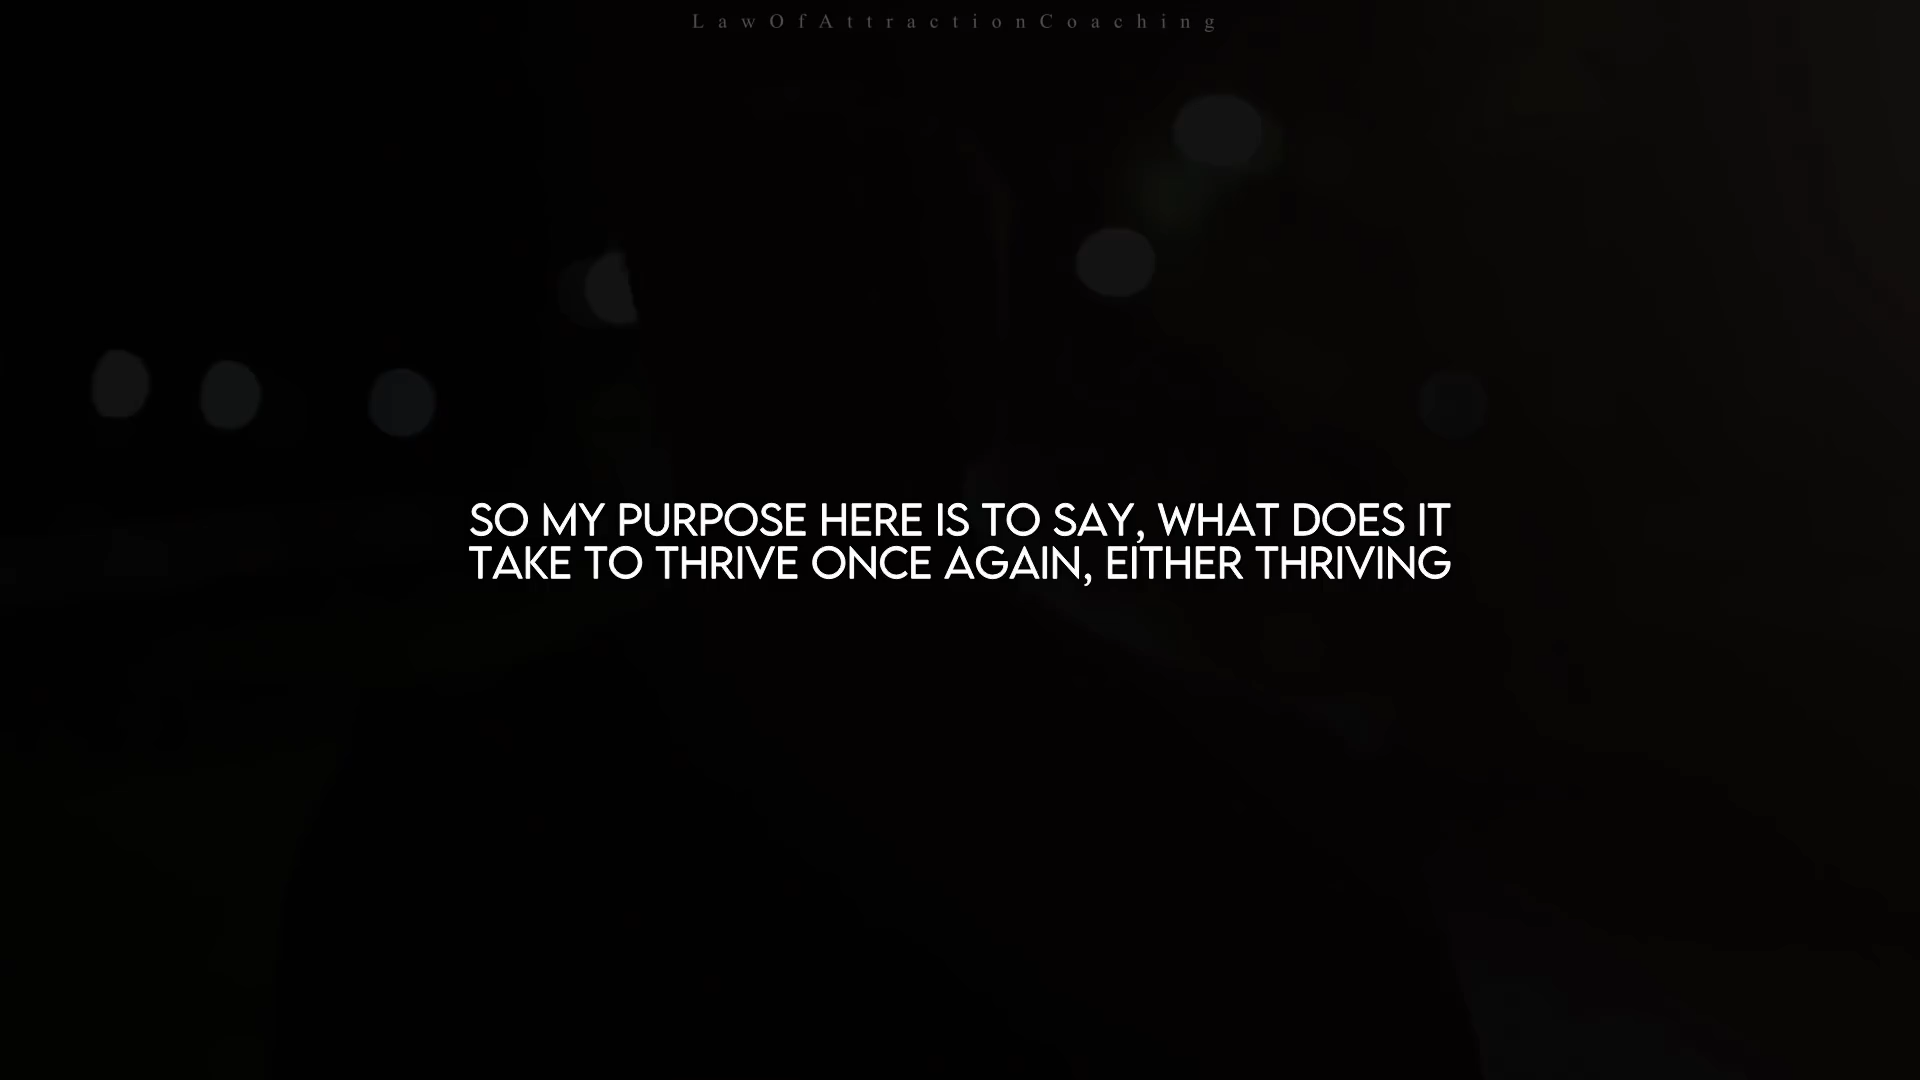 LawOfAttractionCoaching
SO MY PURPOSE HERE IS TO SAY, WHAT DOES IT
TAKE TO THRIVE ONCE AGAIN, EITHER THRIVING